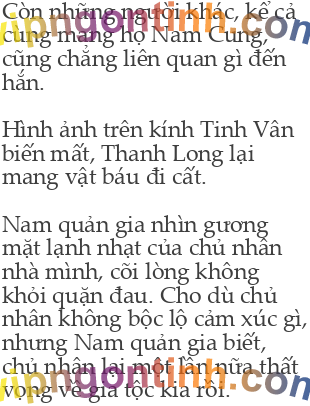 Còn những người khác, kể cả
cùng mang họ Nam Cung,
cũng chẳng liên quan gì đến
hắn.
Hình ảnh trên kính Tinh Vân
biến mất, Thanh Long lại
mang vật báu đi cất.
Nam quản gia nhìn gương
mặt lạnh nhạt của chủ nhân
nhà mình, cõi lòng không
khỏi quặn đau. Cho dù chủ
nhân không bộc lộ cảm xúc gì,
nhưng Nam quản gia biết,
chủ nhân lại một lần nữa thất
vọng về gia tộc kia rồi.
vipngontinh.com
vipngontinh.com